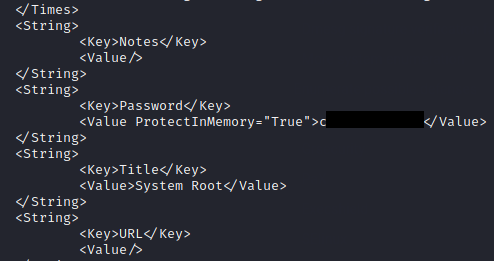 </Times>
<String>
<Key>Notes</Key>
<Value/>
</String>
<String>
<Key>Password</Key>
<Value ProtectInMemory="True">c</Value>
</String>
<String>
<Key>Title</Key>
<Value>System Root</Value>
</String>
<String>
<Key>URL</Key>
<Value/>